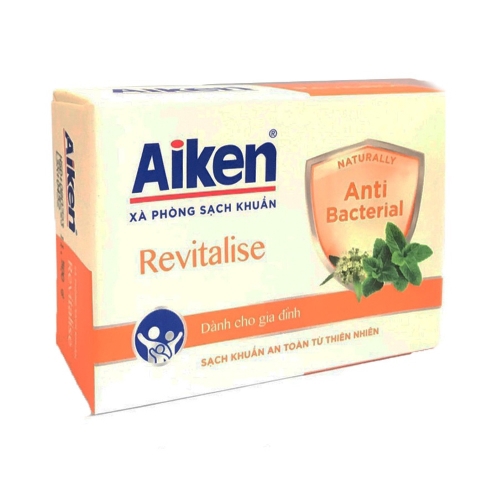 Aiken®
XÀ PHÒNG SẠCH KHUẨN
Revitalise
NATURALLY
Anti
Bacterial
Dành cho gia đình
SẠCH KHUẨN AN TOÀN TỪ THIÊN NHIÊN
Aiken
Revitalise